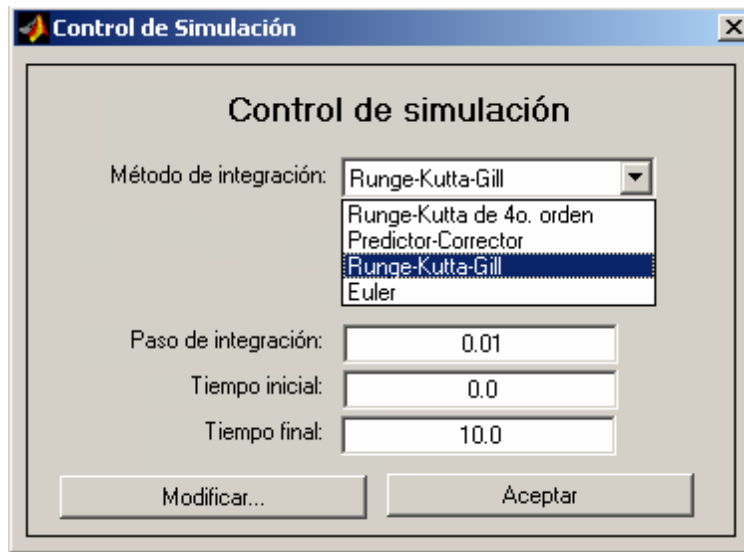 Control de Simulación
Control de simulación
Método de integración: Runge-Kutta-Gill
Runge-Kutta de 4o. orden
Predictor-Corrector
Runge-Kutta-Gill
Euler
Paso de integración: 0.01
Tiempo inicial: 0.0
Tiempo final: 10.0
Modificar... Aceptar